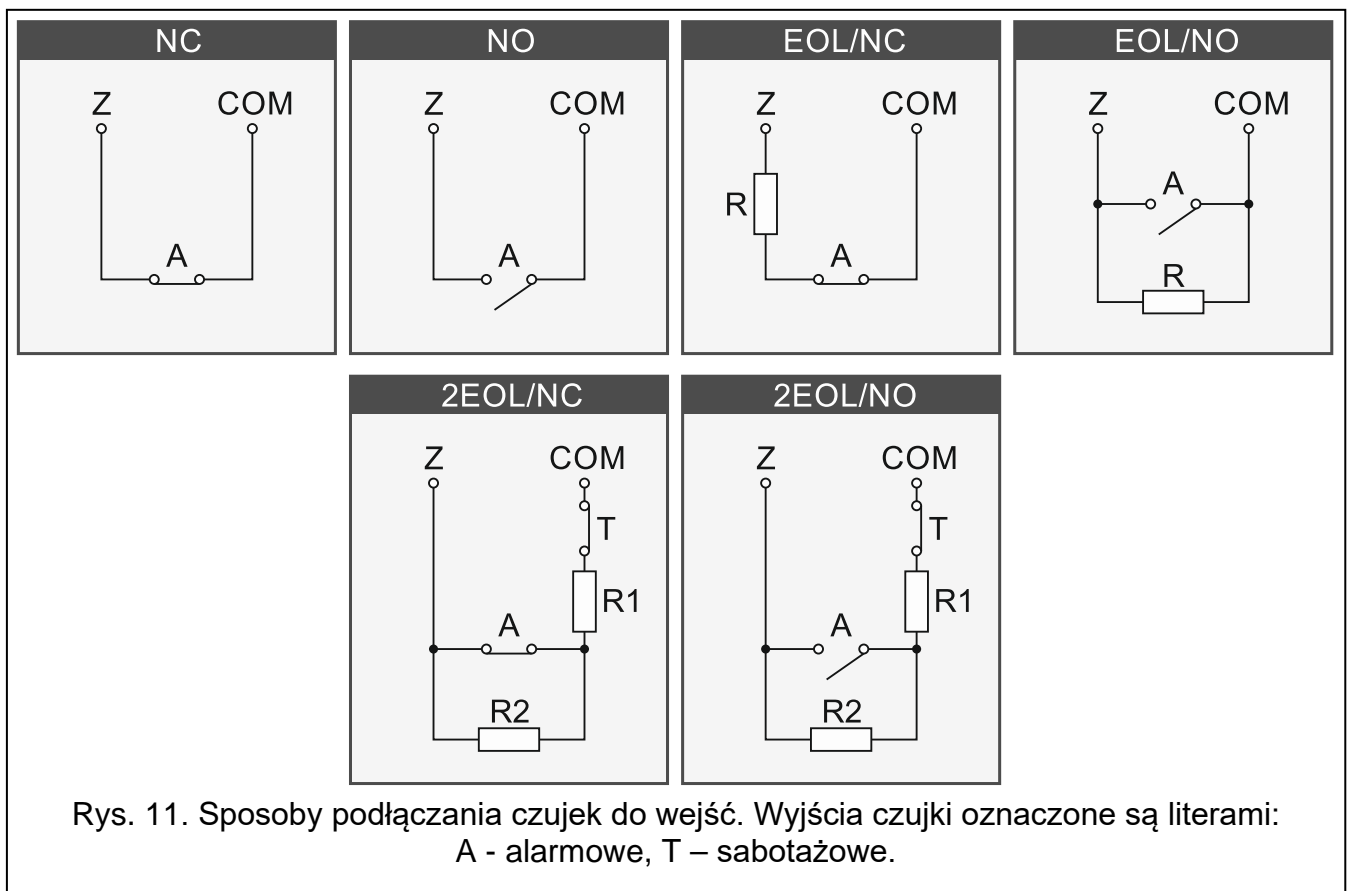 NC
Z COM
A
NO
Z COM
A
EOL/NC
Z COM
R
A
EOL/NO
Z COM
A
R
2EOL/NC
Z COM
T
R1
A
R2
2EOL/NO
Z COM
T
R1
A
R2
Rys. 11. Sposoby podłączania czujek do wejść. Wyjścia czujki oznaczone są literami:
A - alarmowe, T – sabotażowe.